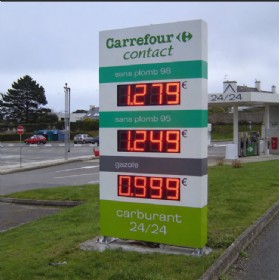 Carrefour
contact
sans plomb 98
1.279 €
sans plomb 95
1.249 €
gazole
0.999 €
carburant
24/24
24/24